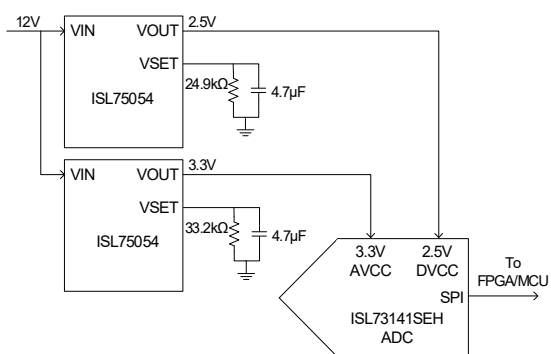 12V
VIN
VOUT
2.5V
VSET
24.9kΩ
4.7µF
ISL75054
VIN
VOUT
3.3V
VSET
33.2kΩ
4.7µF
ISL75054
3.3V
AVCC
2.5V
DVCC
SPI
To
FPGA/MCU
ISL73141SEH
ADC